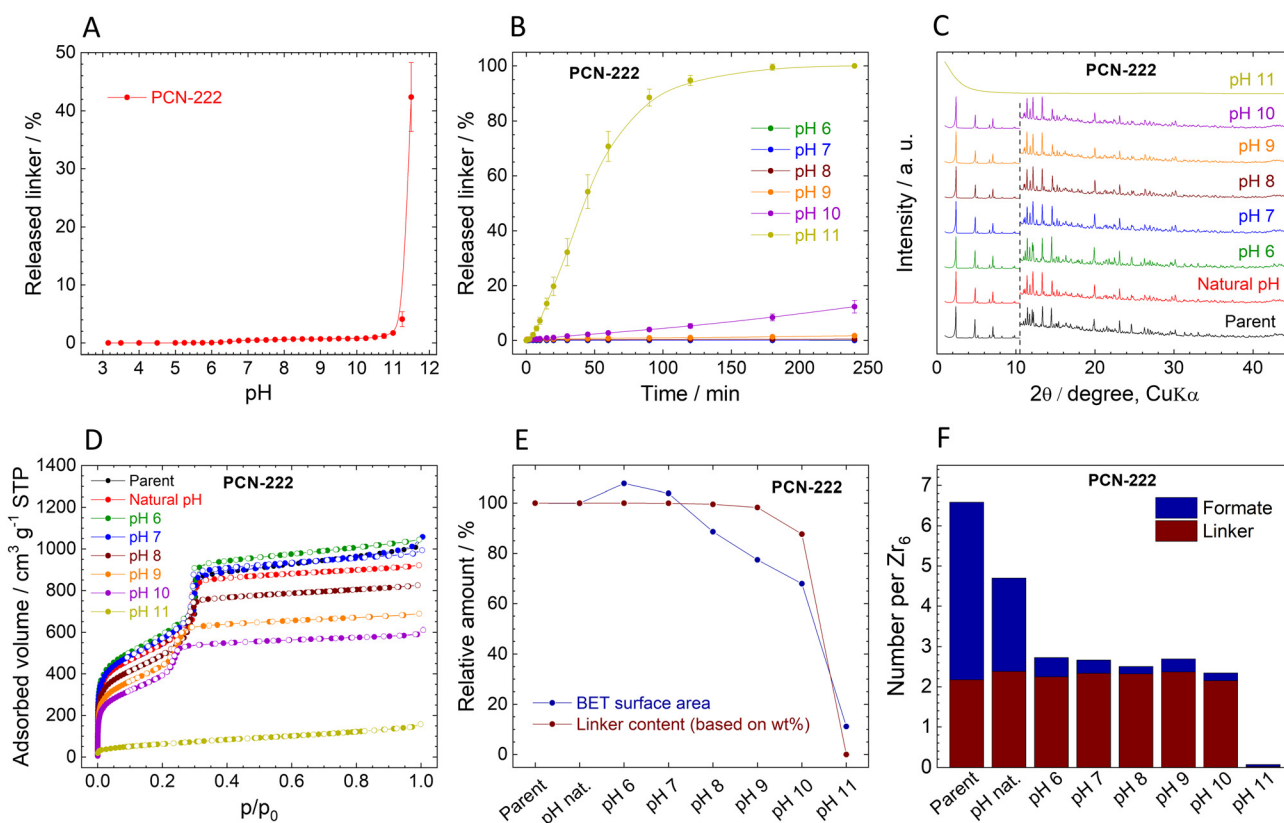 A
50
40
30
20
10
0
Released linker / %
PCN-222
3 4 5 6 7 8 9 10 11 12
pH
B
PCN-222
100
80
60
40
20
0
Released linker / %
pH 6
pH 7
pH 8
pH 9
pH 10
pH 11
0 50 100 150 200 250
Time / min
C
PCN-222
Intensity / a. u.
pH 11
pH 10
pH 9
pH 8
pH 7
pH 6
Natural pH
Parent
0 10 20 30 40
2θ / degree, CuKα
D
1400
1200
1000
800
600
400
200
0
Adsorbed volume / cm³ g⁻¹ STP
Parent
Natural pH
pH 6
pH 7
pH 8
pH 9
pH 10
pH 11
PCN-222
0.0 0.2 0.4 0.6 0.8 1.0
p/p₀
E
PCN-222
100
80
60
40
20
0
Relative amount / %
BET surface area
Linker content (based on wt%)
Parent
pH nat.
pH 6
pH 7
pH 8
pH 9
pH 10
pH 11
F
PCN-222
7
6
5
4
3
2
1
0
Number per Zr₆
Formate
Linker
Parent
pH nat.
pH 6
pH 7
pH 8
pH 9
pH 10
pH 11